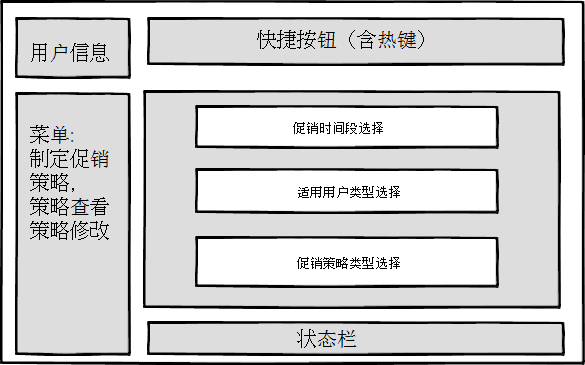 用户信息
快捷按钮（含热键）
菜单:
制定促销
策略,
策略查看
策略修改
促销时间段选择
适用用户类型选择
促销策略类型选择
状态栏